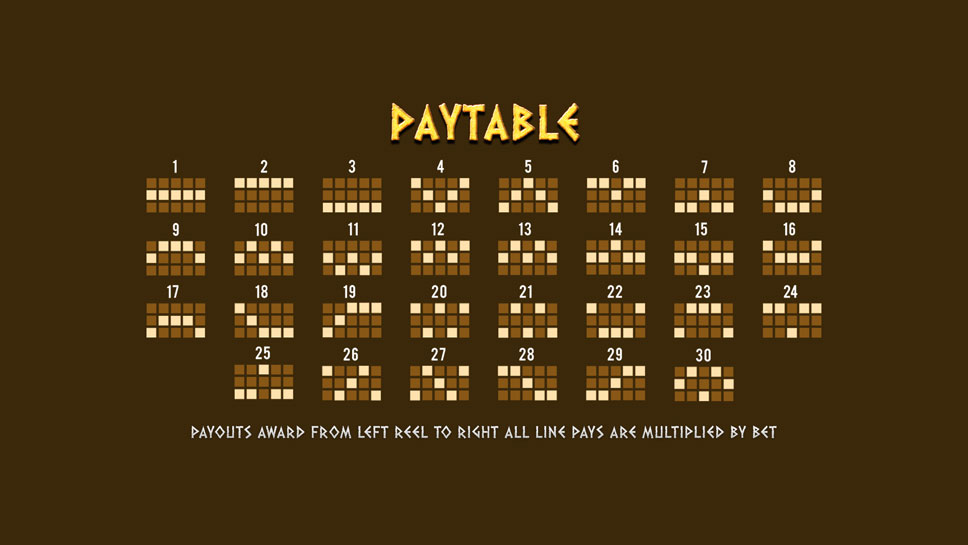 PAYTABLE
1 2 3 4 5 6 7 8
9 10 11 12 13 14 15 16
17 18 19 20 21 22 23 24
25 26 27 28 29 30
PAYOUTS AWARD FROM LEFT REEL TO RIGHT ALL LINE PAYS ARE MULTIPLIED BY BET